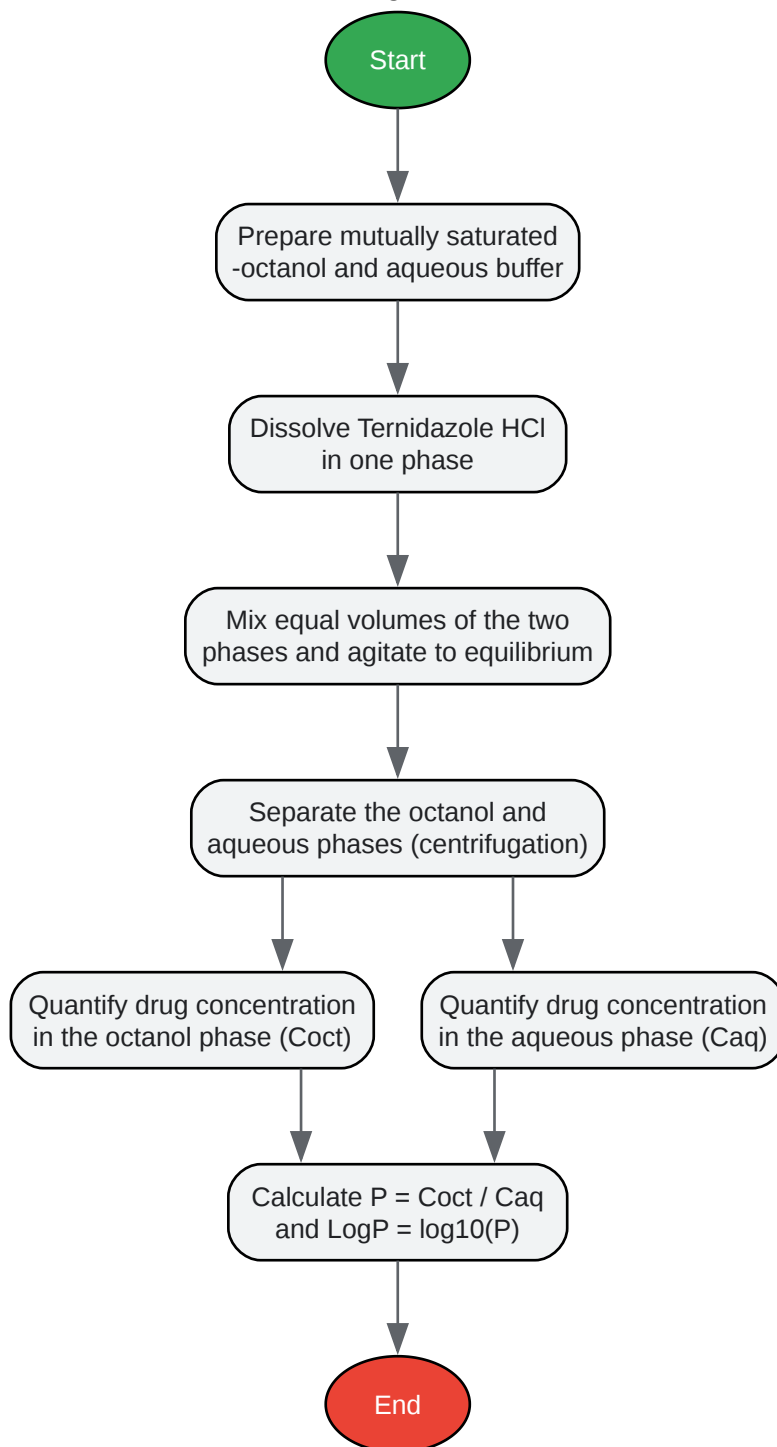 Start
Prepare mutually saturated
-octanol and aqueous buffer
Dissolve Ternidazole HCl
in one phase
Mix equal volumes of the two
phases and agitate to equilibrium
Separate the octanol and
aqueous phases (centrifugation)
Quantify drug concentration
in the octanol phase (Coct)
Quantify drug concentration
in the aqueous phase (Caq)
Calculate P = Coct / Caq
and LogP = log10(P)
End